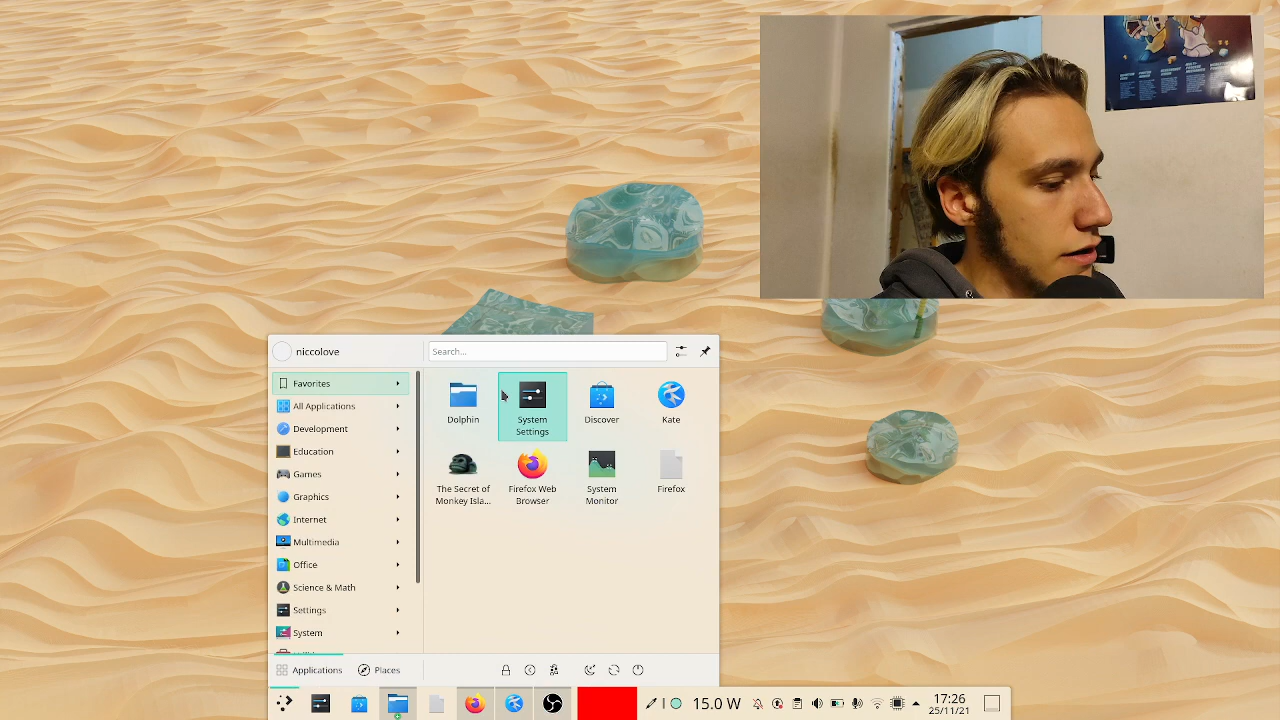 niccolove
Search...
Favorites
All Applications
Development
Education
Games
Graphics
Internet
Multimedia
Office
Science & Math
Settings
System
Dolphin
System
Settings
Discover
Kate
The Secret of
Monkey Isla...
Firefox Web
Browser
System
Monitor
Firefox
Applications
Places
15.0 W
17:26
25/11/21